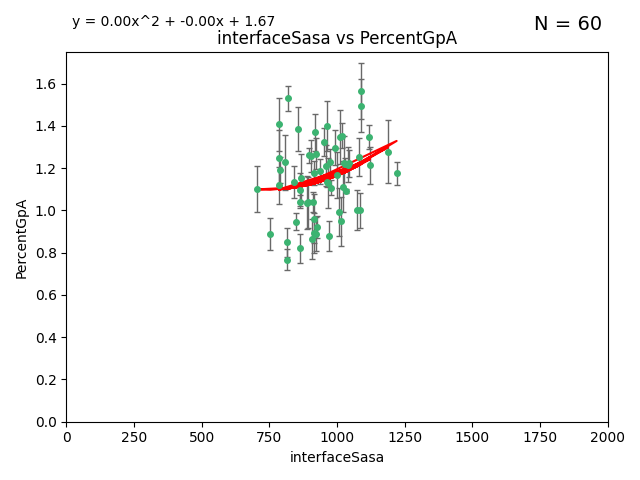 y = 0.00x^2 + -0.00x + 1.67
N = 60
interfaceSasa vs PercentGpA
PercentGpA
1.6
1.4
1.2
1.0
0.8
0.6
0.4
0.2
0.0
0 250 500 750 1000 1250 1500 1750 2000
interfaceSasa